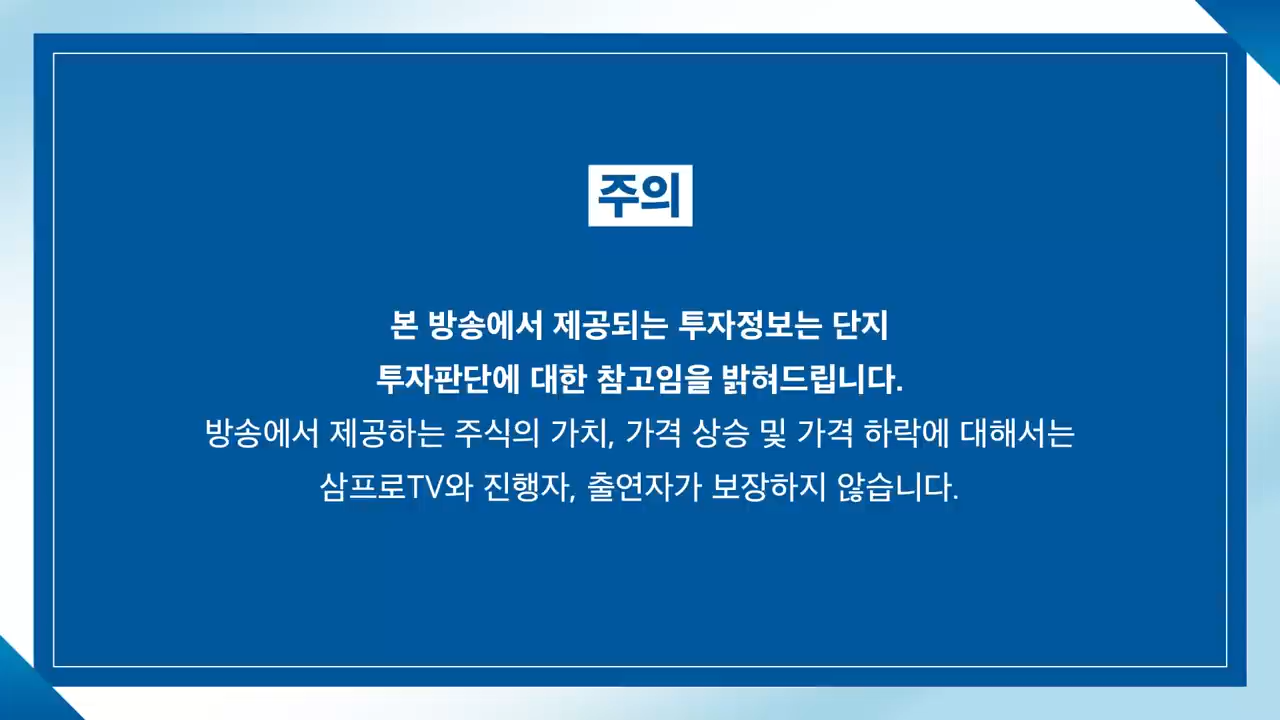 주의
본 방송에서 제공되는 투자정보는 단지
투자판단에 대한 참고임을 밝혀드립니다.
방송에서 제공하는 주식의 가치, 가격 상승 및 가격 하락에 대해서는
삼프로TV와 진행자, 출연자가 보장하지 않습니다.